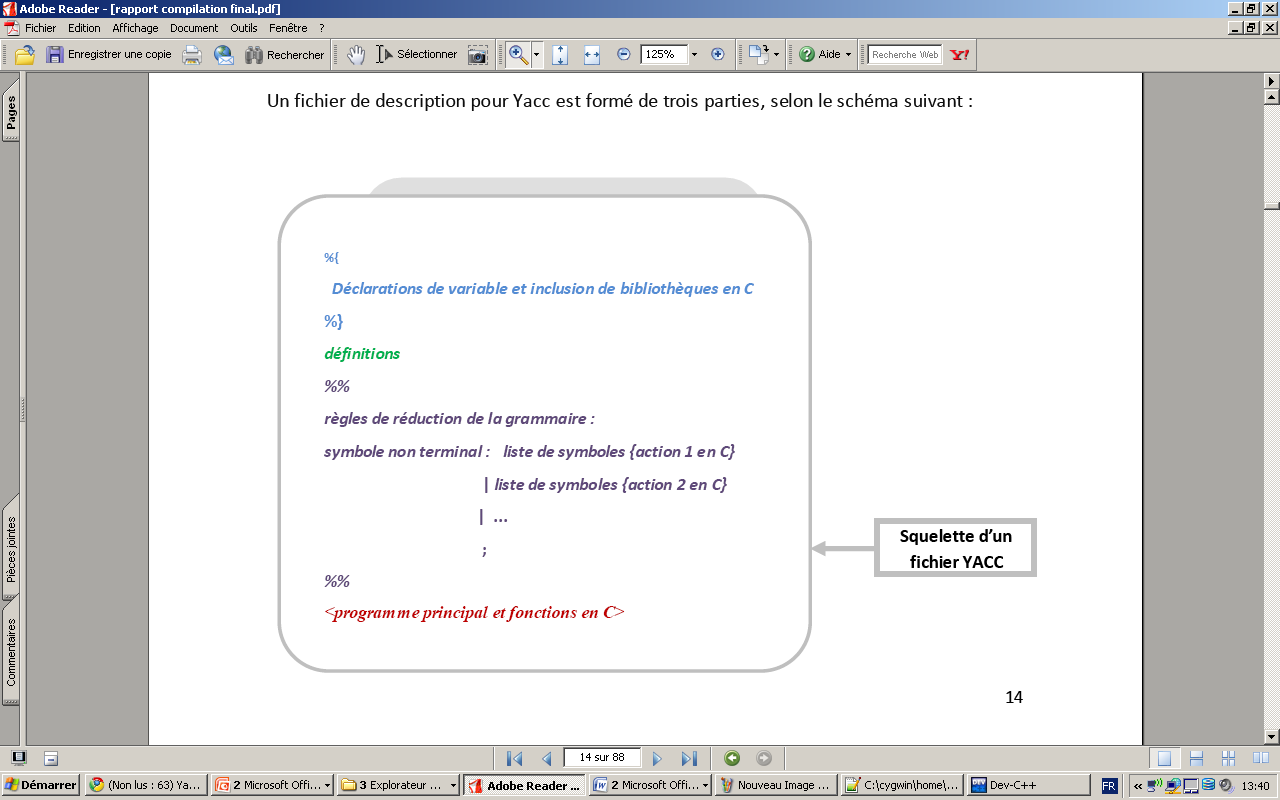 Adobe Reader - [rapport compilation final.pdf]
Fichier Edition Affichage Document Outils Fenêtre ?
Enregistrer une copie Rechercher Sélectionner 125% Aide Recherche Web Y!
Pages
Un fichier de description pour Yacc est formé de trois parties, selon le schéma suivant :
%{
Déclarations de variable et inclusion de bibliothèques en C
%}
définitions
%%
règles de réduction de la grammaire :
symbole non terminal : liste de symboles {action 1 en C}
| liste de symboles {action 2 en C}
| ...
;
%%
<programme principal et fonctions en C>
Squelette d’un
fichier YACC
Pièces jointes
Commentaires
14
14 sur 88
Démarrer (Non lus : 63) Ya... 2 Microsoft Offi... 3 Explorateur ... Adobe Reader ... 2 Microsoft Off... Nouveau Image ... C:\cygwin\home\... Dev-C++ FR « 13:40